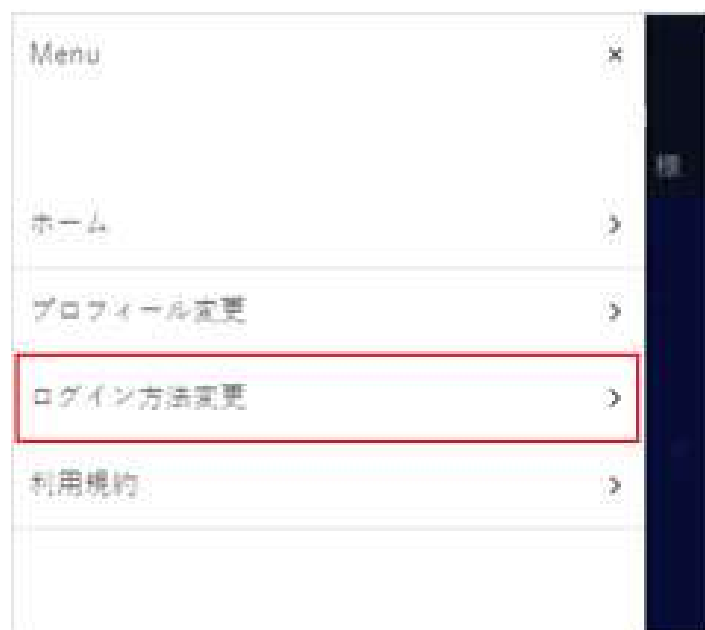 Menu ×
様
ホーム
プロフィール変更
ログイン方法変更
利用規約